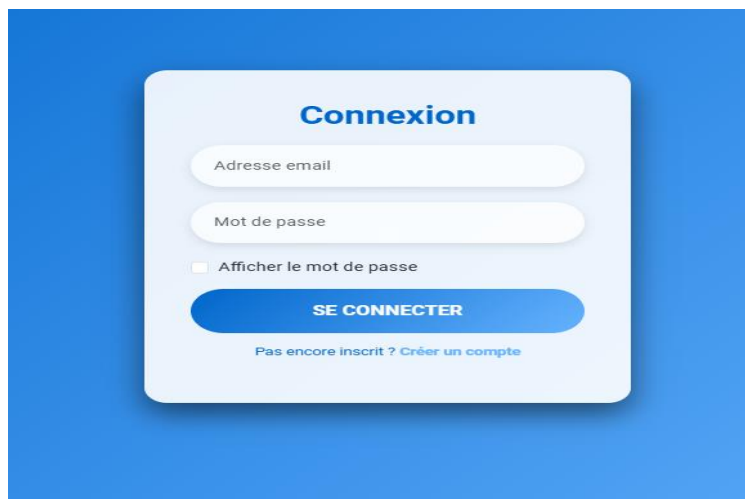 Connexion
Adresse email
Mot de passe
Afficher le mot de passe
SE CONNECTER
Pas encore inscrit ? Créer un compte